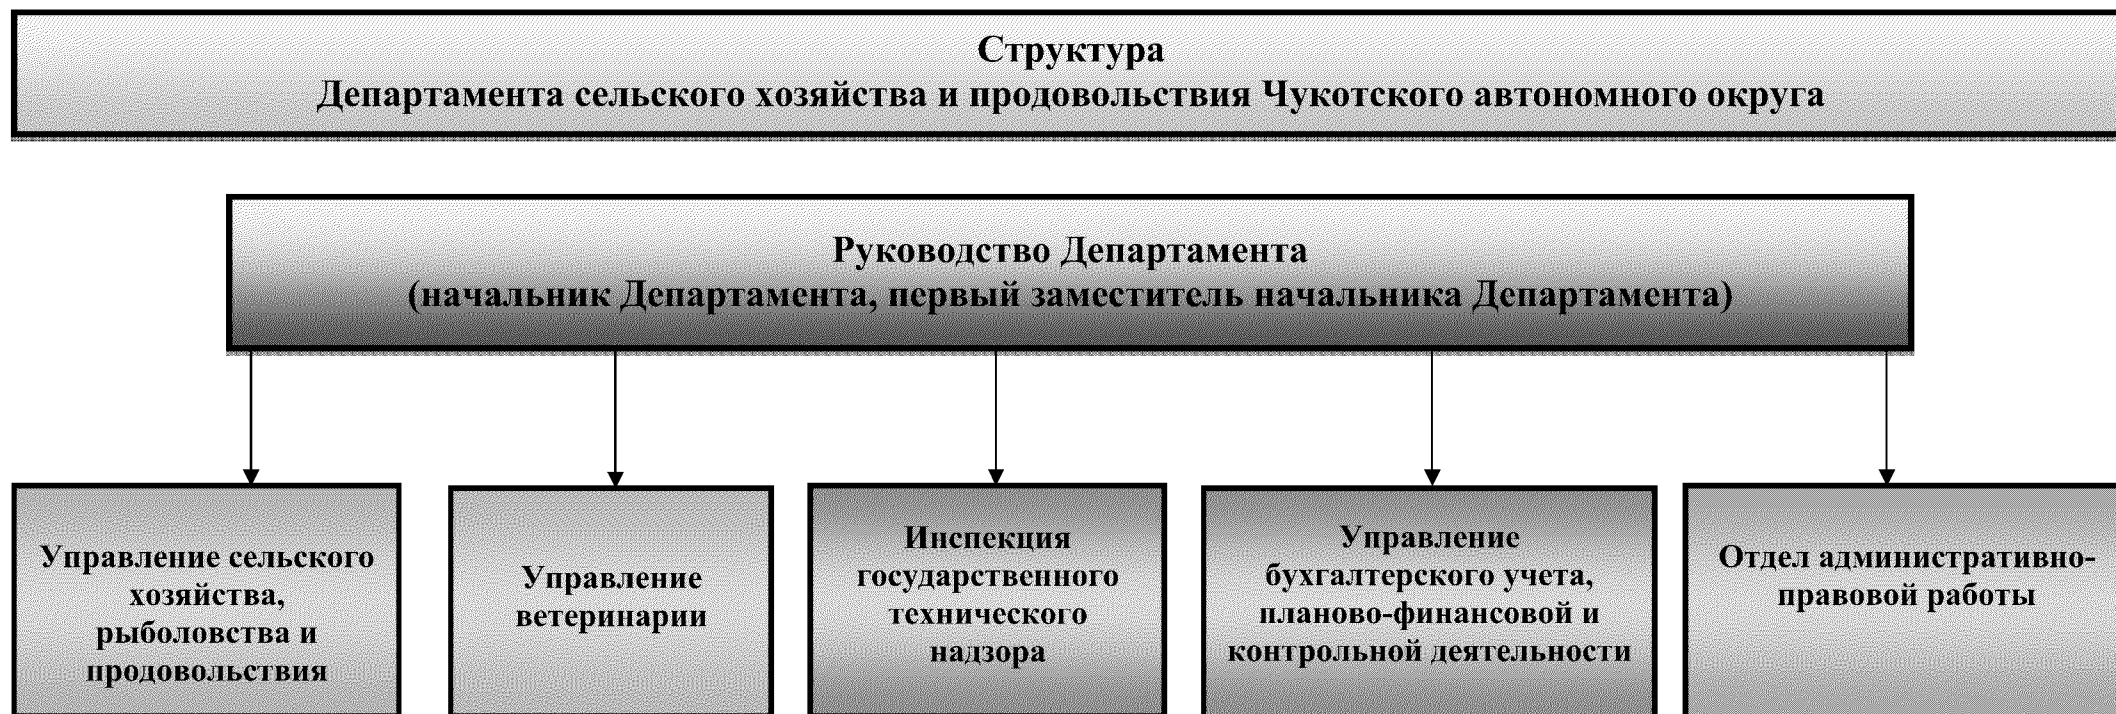 Структура
Департамента сельского хозяйства и продовольствия Чукотского автономного округа
Руководство Департамента
(начальник Департамента, первый заместитель начальника Департамента)
Управление сельского
хозяйства,
рыболовства и
продовольствия
Управление
ветеринарии
Инспекция
государственного
технического
надзора
Управление
бухгалтерского учета,
планово-финансовой и
контрольной деятельности
Отдел административно-
правовой работы